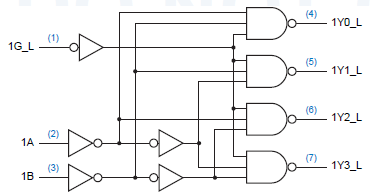 (4) 1Y0_L
1G_L (1)
(5) 1Y1_L
(6) 1Y2_L
1A (2)
(7) 1Y3_L
1B (3)